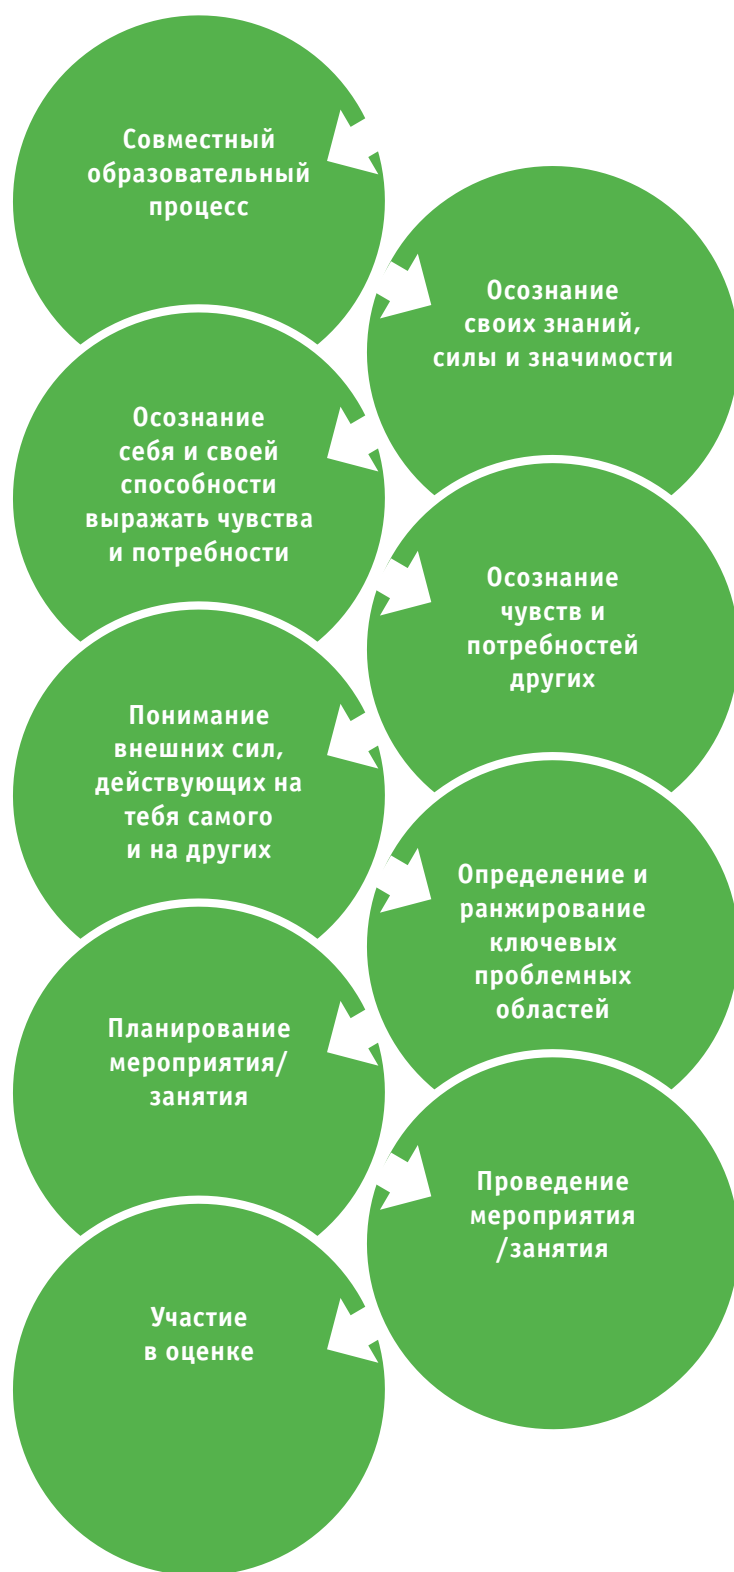 Совместный
образовательный
процесс
Осознание
своих знаний,
силы и значимости
Осознание
себя и своей
способности
выражать чувства
и потребности
Осознание
чувств и
потребностей
других
Понимание
внешних сил,
действующих на
тебя самого
и на других
Определение и
ранжирование
ключевых
проблемных
областей
Планирование
мероприятия/
занятия
Проведение
мероприятия
/занятия
Участие
в оценке